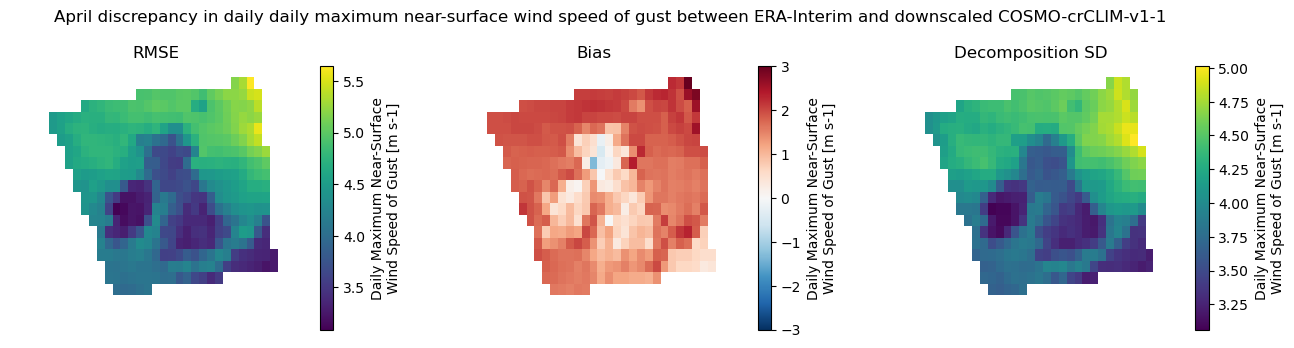 April discrepancy in daily daily maximum near-surface wind speed of gust between ERA-Interim and downscaled COSMO-crCLIM-v1-1
RMSE
5.5
5.0
4.5
4.0
3.5
Daily Maximum Near-Surface
Wind Speed of Gust [m s-1]
Bias
3
2
1
0
−1
−2
−3
Daily Maximum Near-Surface
Wind Speed of Gust [m s-1]
Decomposition SD
5.00
4.75
4.50
4.25
4.00
3.75
3.50
3.25
Daily Maximum Near-Surface
Wind Speed of Gust [m s-1]